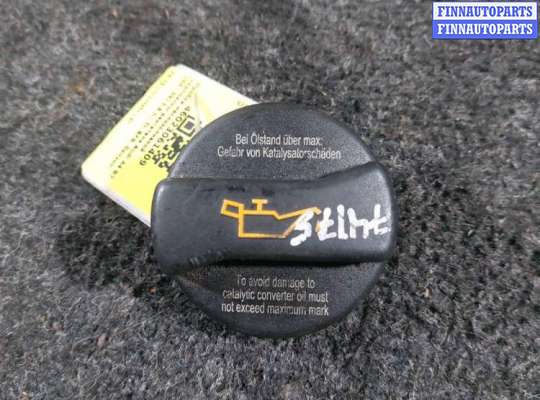 FINNAUTOPARTS
FINNAUTOPARTS
Bei Ölstand über max:
Gefahr von Katalysatorschäden
To avoid damage to
catalytic converter oil must
not exceed maximum mark